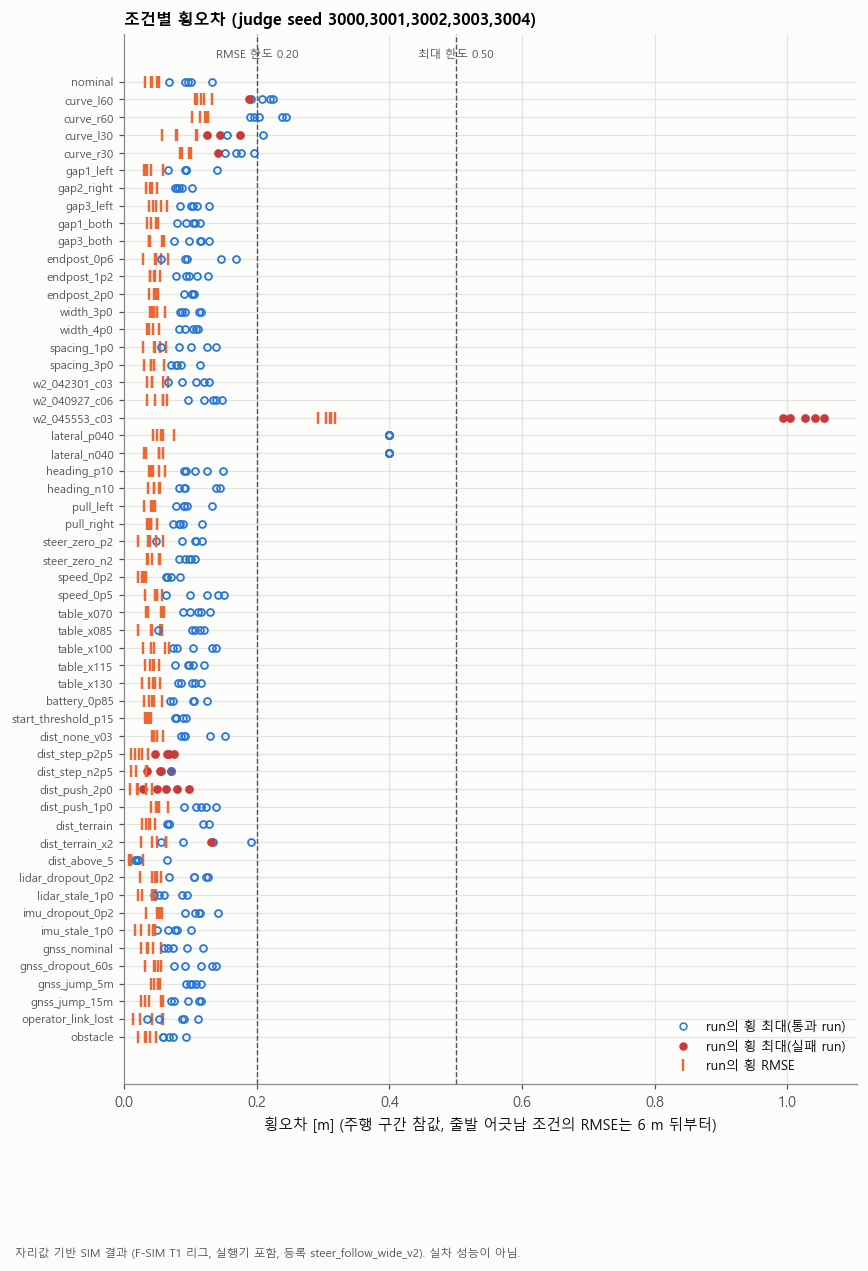 조건별 횡오차 (judge seed 3000,3001,3002,3003,3004)
RMSE 한도 0.20
최대 한도 0.50
nominal
curve_l60
curve_r60
curve_l30
curve_r30
gap1_left
gap2_right
gap3_left
gap1_both
gap3_both
endpost_0p6
endpost_1p2
endpost_2p0
width_3p0
width_4p0
spacing_1p0
spacing_3p0
w2_042301_c03
w2_040927_c06
w2_045553_c03
lateral_p040
lateral_n040
heading_p10
heading_n10
pull_left
pull_right
steer_zero_p2
steer_zero_n2
speed_0p2
speed_0p5
table_x070
table_x085
table_x100
table_x115
table_x130
battery_0p85
start_threshold_p15
dist_none_v03
dist_step_p2p5
dist_step_n2p5
dist_push_2p0
dist_push_1p0
dist_terrain
dist_terrain_x2
dist_above_5
lidar_dropout_0p2
lidar_stale_1p0
imu_dropout_0p2
imu_stale_1p0
gnss_nominal
gnss_dropout_60s
gnss_jump_5m
gnss_jump_15m
operator_link_lost
obstacle
run의 횡 최대(통과 run)
run의 횡 최대(실패 run)
run의 횡 RMSE
0.0 0.2 0.4 0.6 0.8 1.0
횡오차 [m] (주행 구간 참값, 출발 어긋남 조건의 RMSE는 6 m 뒤부터)
자리값 기반 SIM 결과 (F-SIM T1 리그, 실행기 포함, 등록 steer_follow_wide_v2). 실차 성능이 아님.